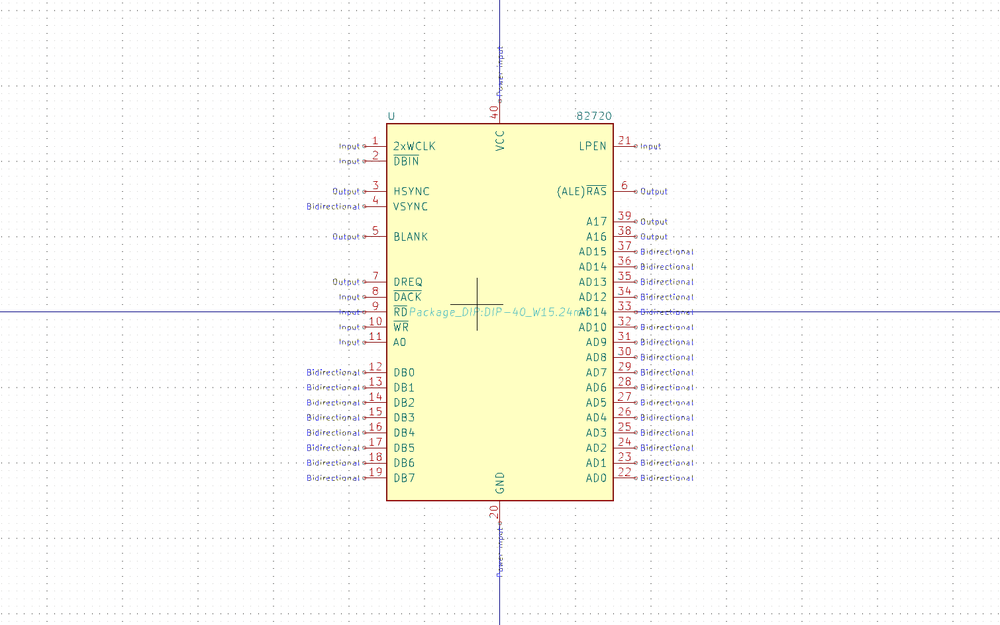 Power input
40
U 82720
VCC
Input 1 2xWCLK LPEN 21 Input
Input 2 DBIN
Output 3 HSYNC (ALE)RAS 6 Output
Bidirectional 4 VSYNC
A17 39 Output
Output 5 BLANK A16 38 Output
AD15 37 Bidirectional
AD14 36 Bidirectional
Output 7 DREQ AD13 35 Bidirectional
Input 8 DACK AD12 34 Bidirectional
Input 9 RD Package_DIP:DIP-40_W15.24mm AD14 33 Bidirectional
Input 10 WR AD10 32 Bidirectional
Input 11 A0 AD9 31 Bidirectional
AD8 30 Bidirectional
Bidirectional 12 DB0 AD7 29 Bidirectional
Bidirectional 13 DB1 AD6 28 Bidirectional
Bidirectional 14 DB2 AD5 27 Bidirectional
Bidirectional 15 DB3 AD4 26 Bidirectional
Bidirectional 16 DB4 AD3 25 Bidirectional
Bidirectional 17 DB5 AD2 24 Bidirectional
Bidirectional 18 DB6 AD1 23 Bidirectional
Bidirectional 19 DB7 AD0 22 Bidirectional
GND
20
Power input